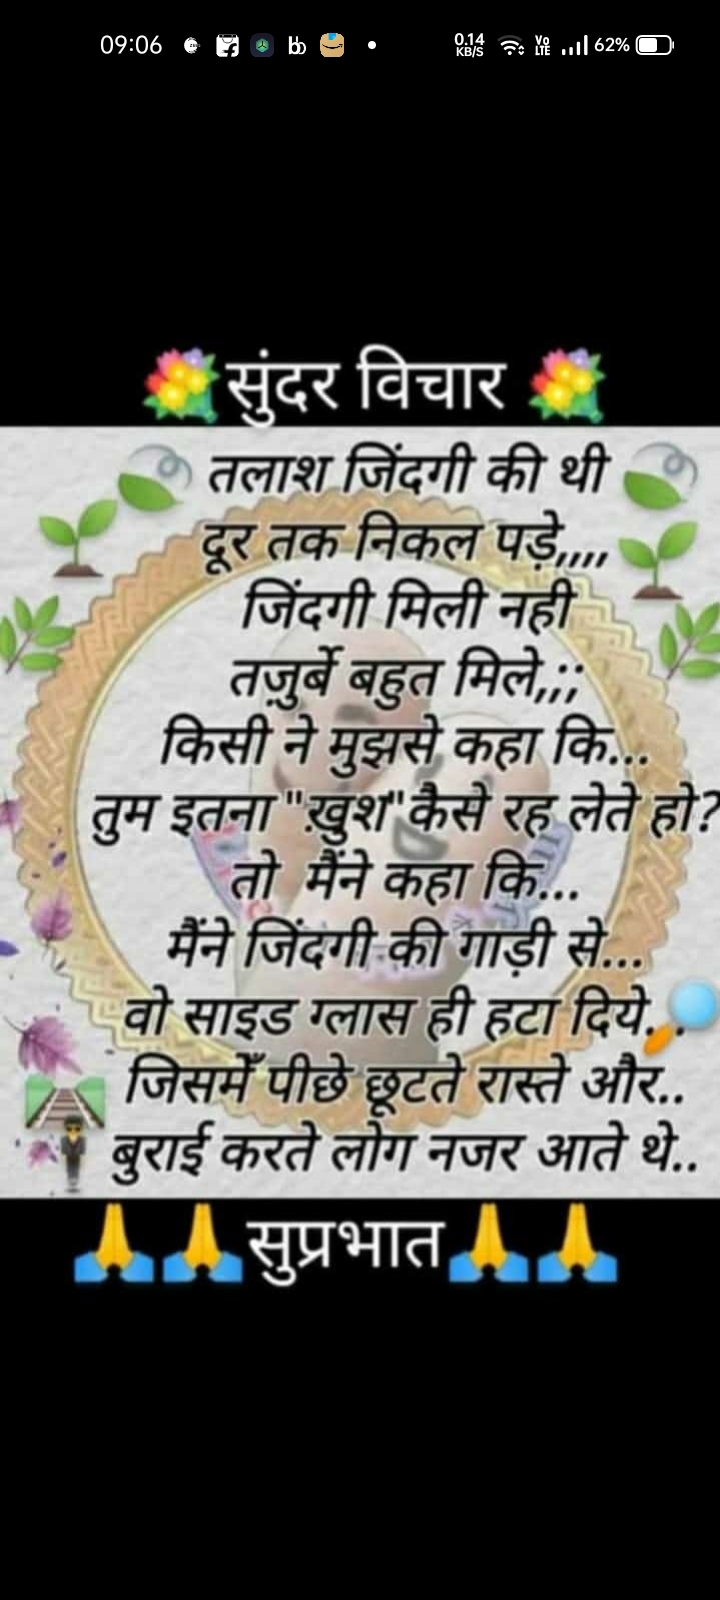 09:06 0.14 KB/S Vo LTE 62%
💐सुंदर विचार 💐
तलाश जिंदगी की थी
दूर तक निकल पड़े,,,,
जिंदगी मिली नही
तज़ुर्बे बहुत मिले,,;;
किसी ने मुझसे कहा कि...
तुम इतना "ख़ुश"कैसे रह लेते हो?
तो मैंने कहा कि...
मैंने जिंदगी की गाड़ी से...
वो साइड ग्लास ही हटा दिये. .
जिसमेँ पीछे छूटते रास्ते और..
बुराई करते लोग नजर आते थे..
🙏🙏सुप्रभात🙏🙏